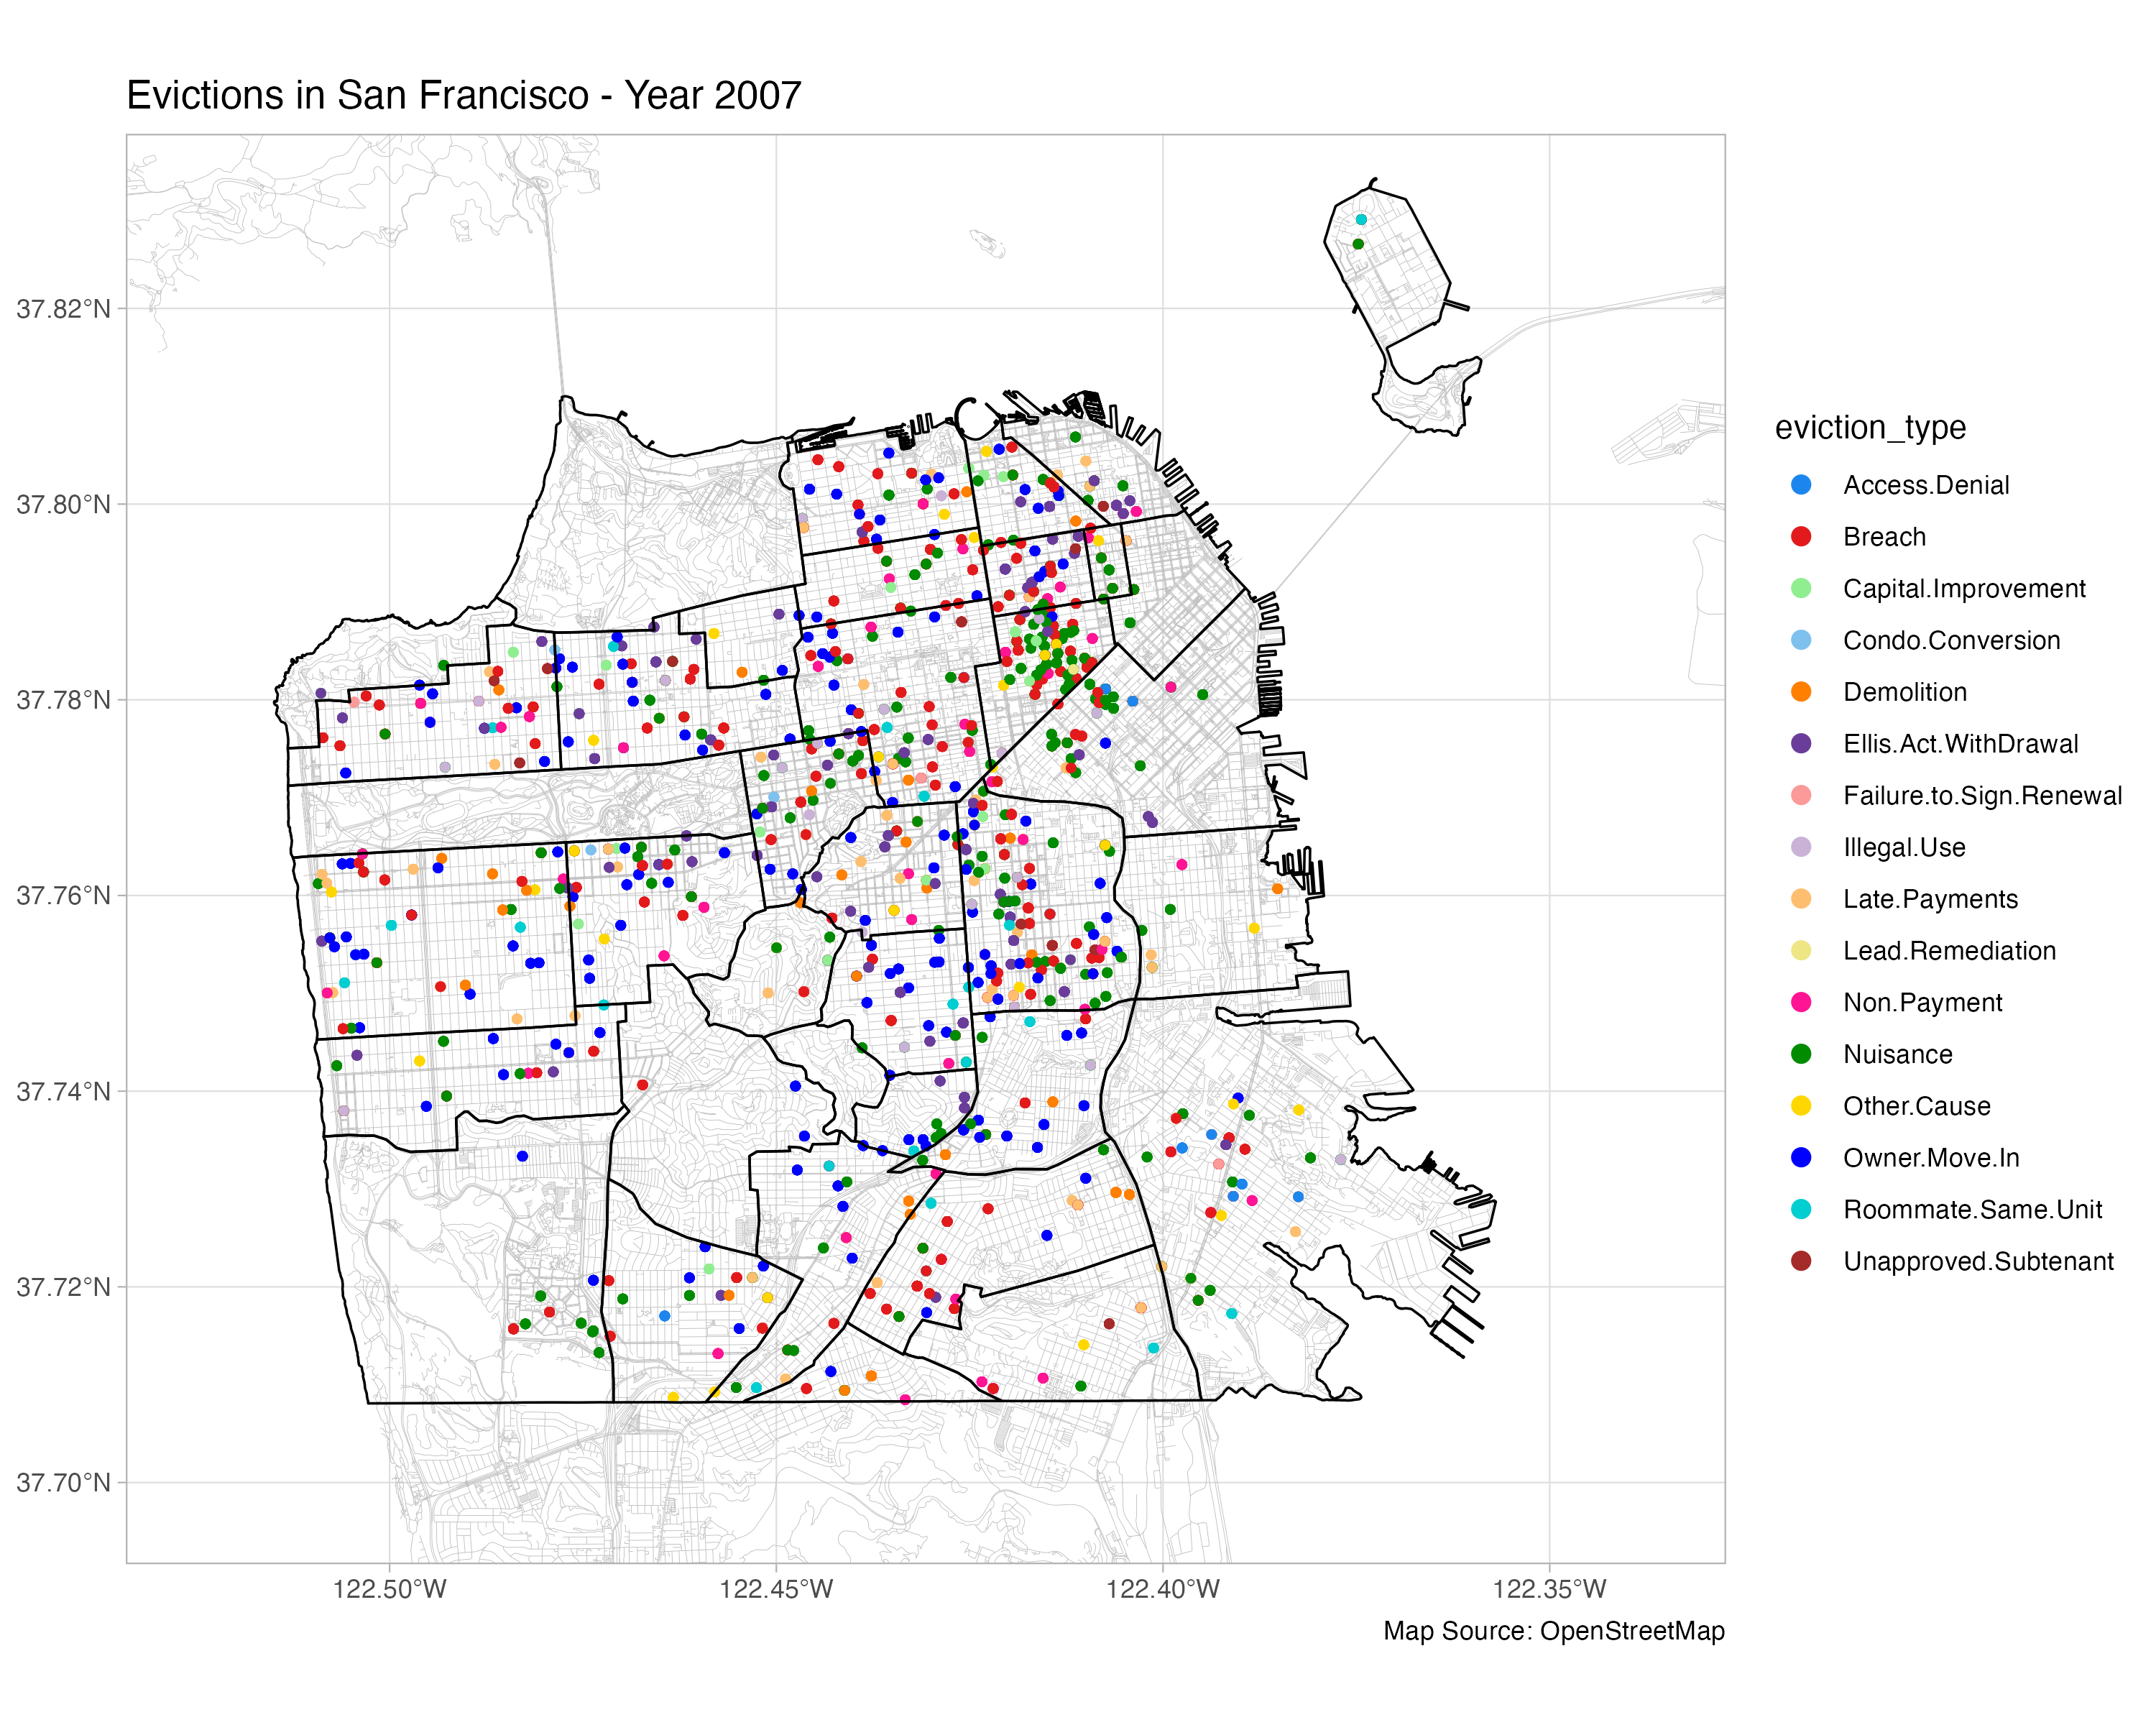 Evictions in San Francisco - Year 2007
37.82°N
37.80°N
37.78°N
37.76°N
37.74°N
37.72°N
37.70°N
122.50°W
122.45°W
122.40°W
122.35°W
Map Source: OpenStreetMap
eviction_type
Access.Denial
Breach
Capital.Improvement
Condo.Conversion
Demolition
Ellis.Act.WithDrawal
Failure.to.Sign.Renewal
Illegal.Use
Late.Payments
Lead.Remediation
Non.Payment
Nuisance
Other.Cause
Owner.Move.In
Roommate.Same.Unit
Unapproved.Subtenant